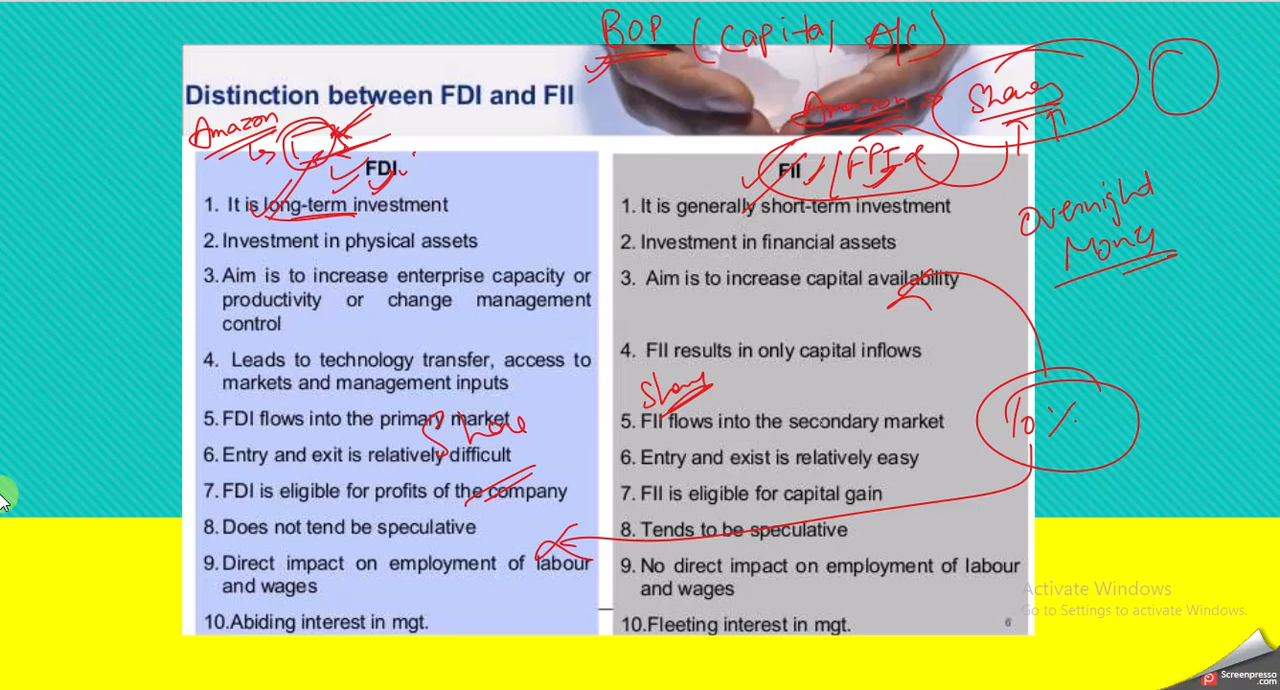 BOP (Capital A/C)
Distinction between FDI and FII
Amazon
Amazon
Shares
FDI
FII
/FPI
1. It is long-term investment
2. Investment in physical assets
3. Aim is to increase enterprise capacity or
productivity or change management
control
4. Leads to technology transfer, access to
markets and management inputs
5. FDI flows into the primary market
Share
6. Entry and exit is relatively difficult
7. FDI is eligible for profits of the company
8. Does not tend be speculative
9. Direct impact on employment of labour
and wages
10.Abiding interest in mgt.
1. It is generally short-term investment
2. Investment in financial assets
3. Aim is to increase capital availability
4. FII results in only capital inflows
5. FII flows into the secondary market
6. Entry and exist is relatively easy
7. FII is eligible for capital gain
8. Tends to be speculative
9. No direct impact on employment of labour
and wages
10.Fleeting interest in mgt.
6
Overnight
Money
10%
Activate Windows
Go to Settings to activate Windows.
Screenpresso
.com